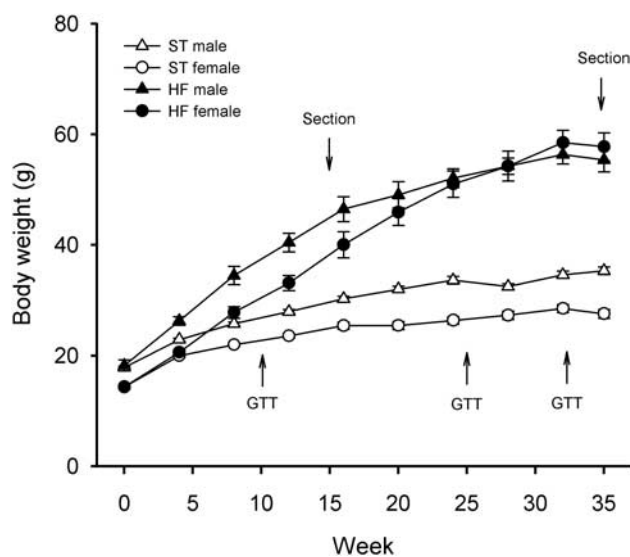 80
60
40
20
0
Body weight (g)
ST male
ST female
HF male
HF female
Section
Section
GTT
GTT
GTT
0 5 10 15 20 25 30 35
Week